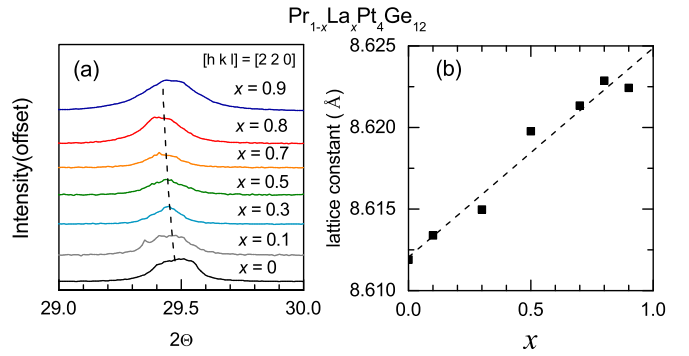 Pr₁₋ₓLaₓPt₄Ge₁₂
(a)
[h k l] = [2 2 0]
x = 0.9
x = 0.8
x = 0.7
x = 0.5
x = 0.3
x = 0.1
x = 0
Intensity(offset)
29.0 29.5 30.0
2Θ
(b)
8.625
8.620
8.615
8.610
lattice constant ( Å)
0.0 0.5 1.0
x